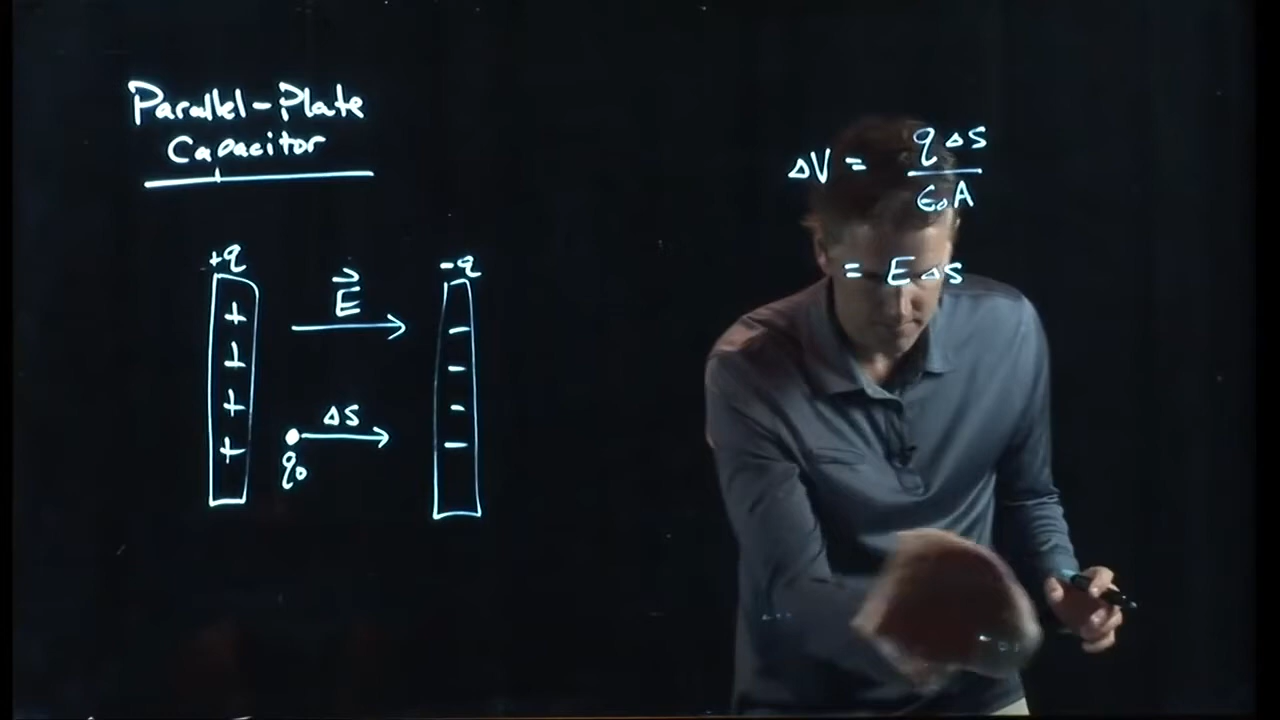 Parallel-Plate
Capacitor
+q
-q
E⃗
+
+
+
+
-
-
-
-
Δs
q₀
ΔV = qΔs / ε₀A
= EΔs